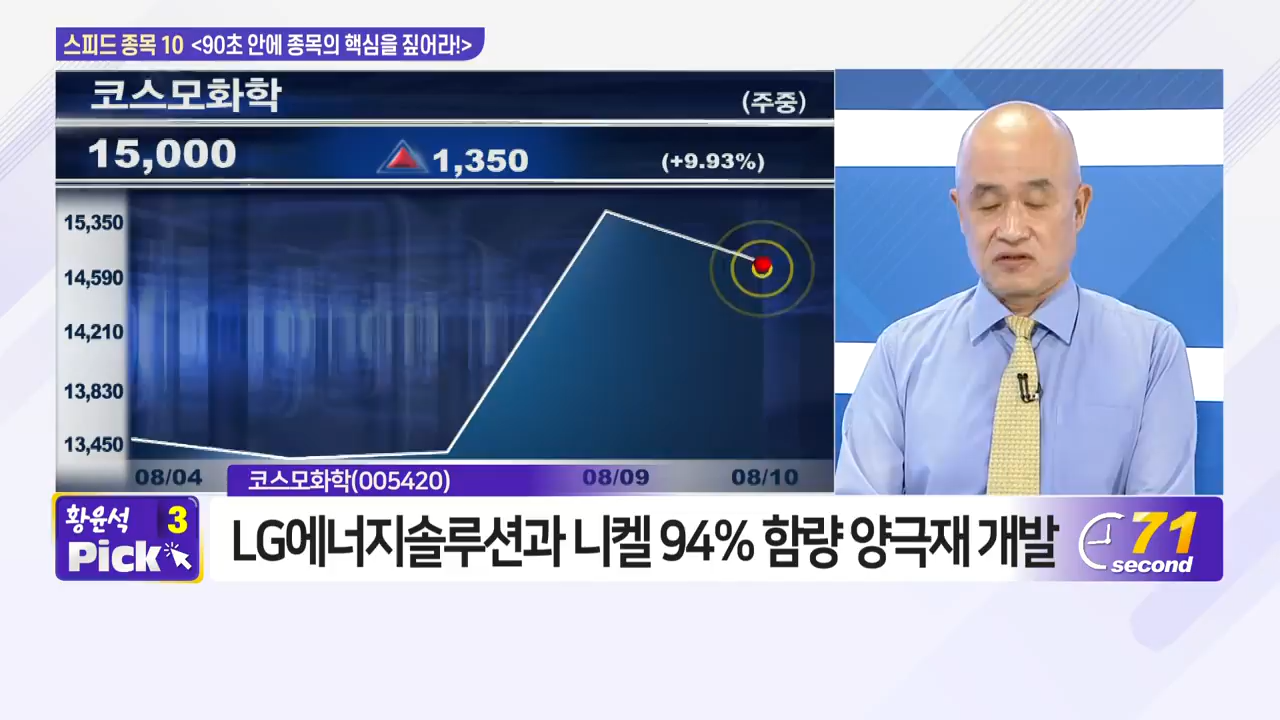 스피드 종목 10 <90초 안에 종목의 핵심을 짚어라!>
코스모화학
(주중)
15,000 ▲ 1,350 (+9.93%)
15,350
14,590
14,210
13,830
13,450
08/04 08/09 08/10
코스모화학(005420)
황윤석 3
Pick
LG에너지솔루션과 니켈 94% 함량 양극재 개발
71
second